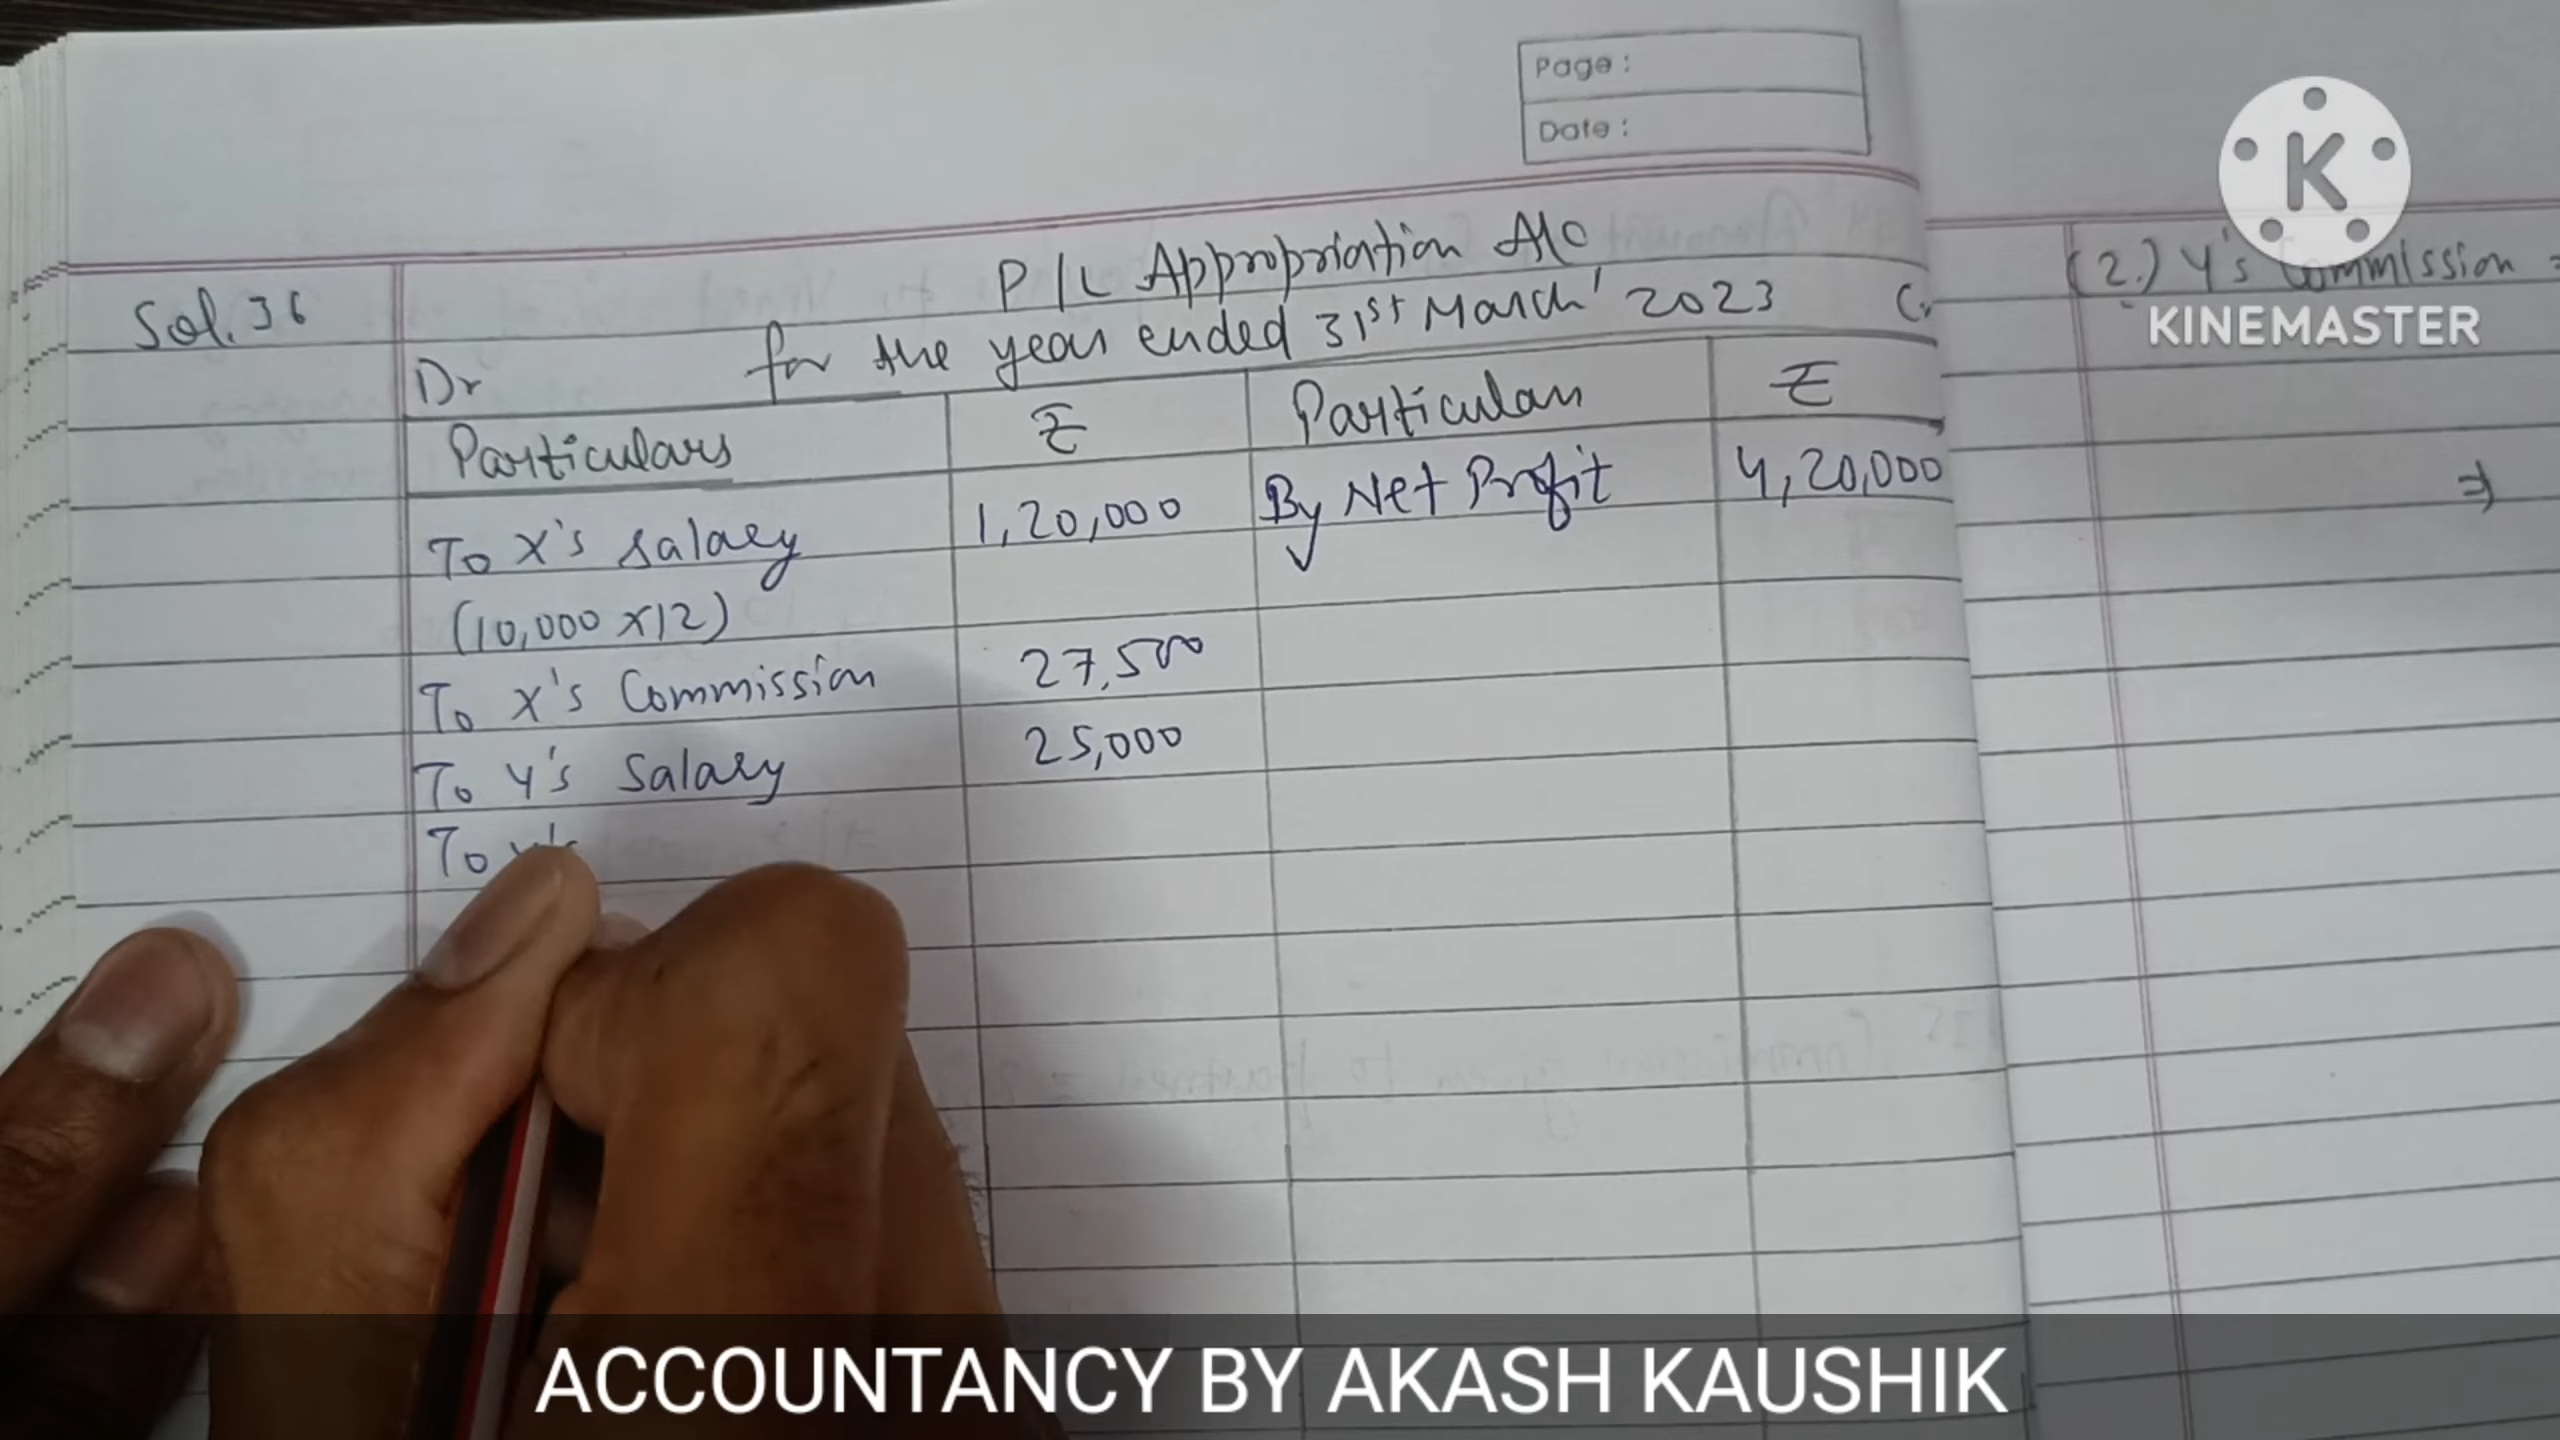 Page :
Date :
KINEMASTER
Sol. 36
P/L Appropriation A/c
for the year ended 31st March' 2023
Dr Cr
Particulars ₹ Particulars ₹
To X's salary 1,20,000 By Net Profit 4,20,000
(10,000 x 12)
To X's Commission 27,500
To Y's Salary 25,000
To
(2.) Y's Commission =
⇒
ACCOUNTANCY BY AKASH KAUSHIK